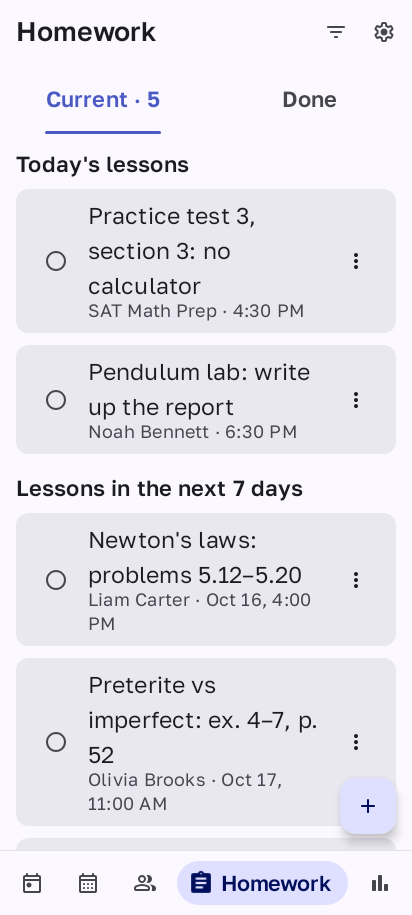 Homework
Current · 5
Done
Today's lessons
Practice test 3,
section 3: no
calculator
SAT Math Prep · 4:30 PM
Pendulum lab: write
up the report
Noah Bennett · 6:30 PM
Lessons in the next 7 days
Newton's laws:
problems 5.12–5.20
Liam Carter · Oct 16, 4:00
PM
Preterite vs
imperfect: ex. 4–7, p.
52
Olivia Brooks · Oct 17,
11:00 AM
Homework